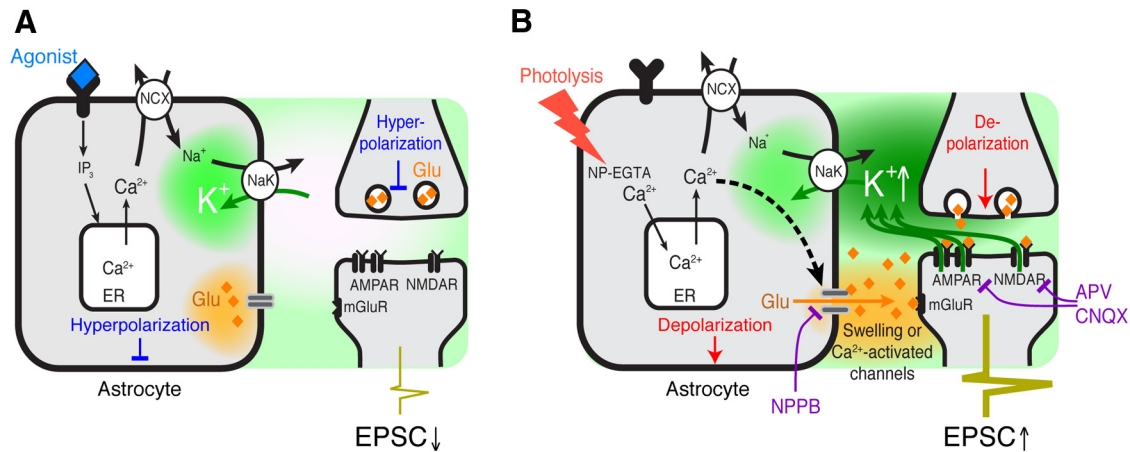 A
Agonist
NCX
Na⁺
IP₃
Ca²⁺
K⁺
NaK
Ca²⁺
ER
Glu
Hyperpolarization
Astrocyte
Hyper-
polarization
Glu
AMPAR NMDAR
mGluR
EPSC↓
B
Photolysis
NCX
Na⁺
NP-EGTA
Ca²⁺
Ca²⁺
NaK
K⁺↑
De-
polarization
Ca²⁺
ER
Glu
Depolarization
Astrocyte
NPPB
Swelling or
Ca²⁺-activated
channels
AMPAR NMDAR
mGluR
APV
CNQX
EPSC↑